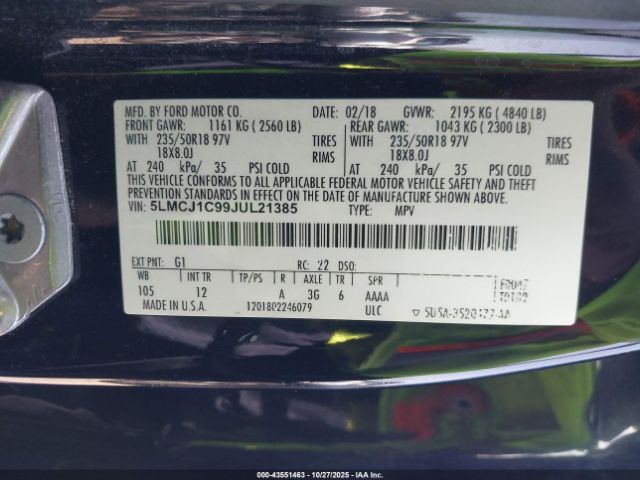 MFD. BY FORD MOTOR CO. DATE: 02/18 GVWR: 2195 KG ( 4840 LB)
FRONT GAWR: 1161 KG ( 2560 LB) REAR GAWR: 1043 KG ( 2300 LB)
WITH 235/50R18 97V TIRES WITH 235/50R18 97V TIRES
18X8.0J RIMS 18X8.0J RIMS
AT 240 kPa/ 35 PSI COLD AT 240 kPa/ 35 PSI COLD
THIS VEHICLE CONFORMS TO ALL APPLICABLE FEDERAL MOTOR VEHICLE SAFETY AND THEFT
PREVENTION STANDARDS IN EFFECT ON THE DATE OF MANUFACTURE SHOWN ABOVE.
VIN: 5LMCJ1C99JUL21385 TYPE: MPV
EXT PNT: G1 RC: 22 DSO:
WB INT TR TP/PS R AXLE TR SPR
105 12 A 3G 6 AAAA
MADE IN U.S.A. 1201802246079 ULC
000-43551463 | 10/27/2025 | IAAI.COM